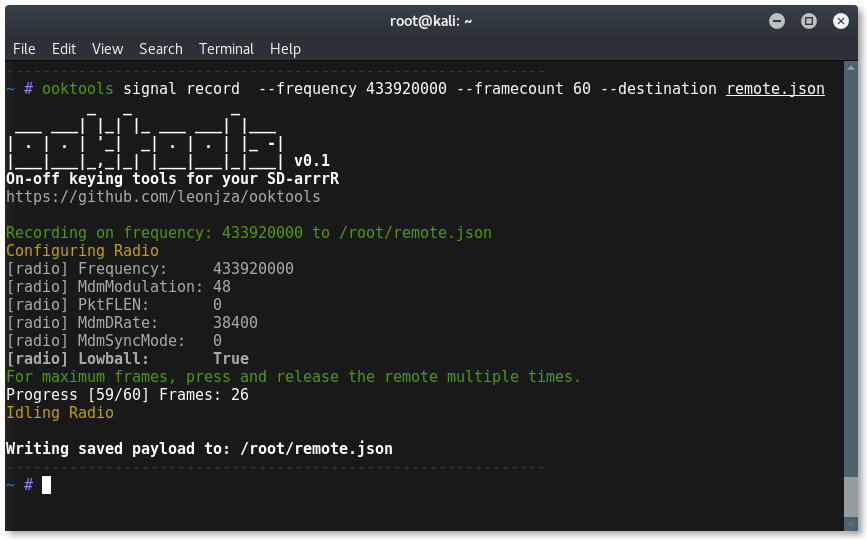 root@kali: ~
File Edit View Search Terminal Help
~ # ooktools signal record  --frequency 433920000 --framecount 60 --destination remote.json
ooktools v0.1
On-off keying tools for your SD-arrrR
https://github.com/leonjza/ooktools
Recording on frequency: 433920000 to /root/remote.json
Configuring Radio
[radio] Frequency:     433920000
[radio] MdmModulation: 48
[radio] PktFLEN:       0
[radio] MdmDRate:      38400
[radio] MdmSyncMode:   0
[radio] Lowball:       True
For maximum frames, press and release the remote multiple times.
Progress [59/60] Frames: 26
Idling Radio
Writing saved payload to: /root/remote.json
~ #